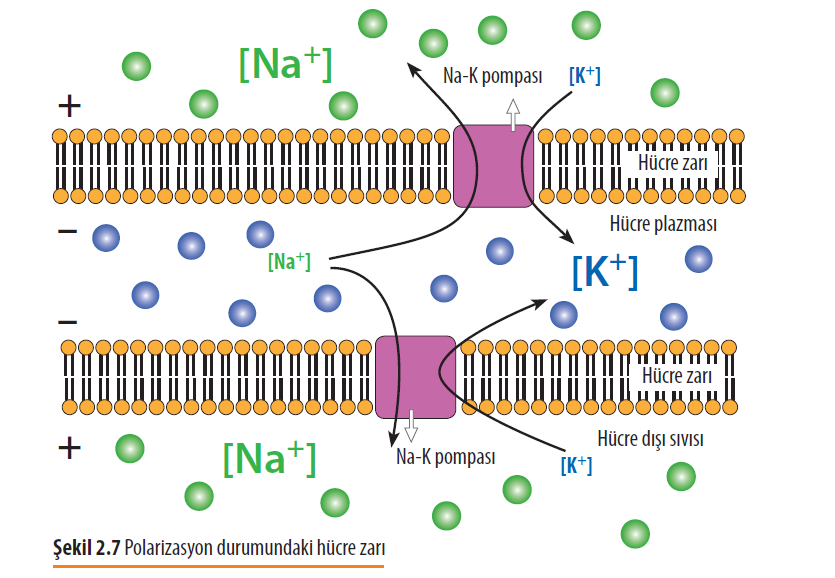 [Na⁺]
Na-K pompası
[K⁺]
+
Hücre zarı
Hücre plazması
−
[Na⁺]
[K⁺]
−
Hücre zarı
+
[Na⁺]
Hücre dışı sıvısı
Na-K pompası
[K⁺]
Şekil 2.7 Polarizasyon durumundaki hücre zarı